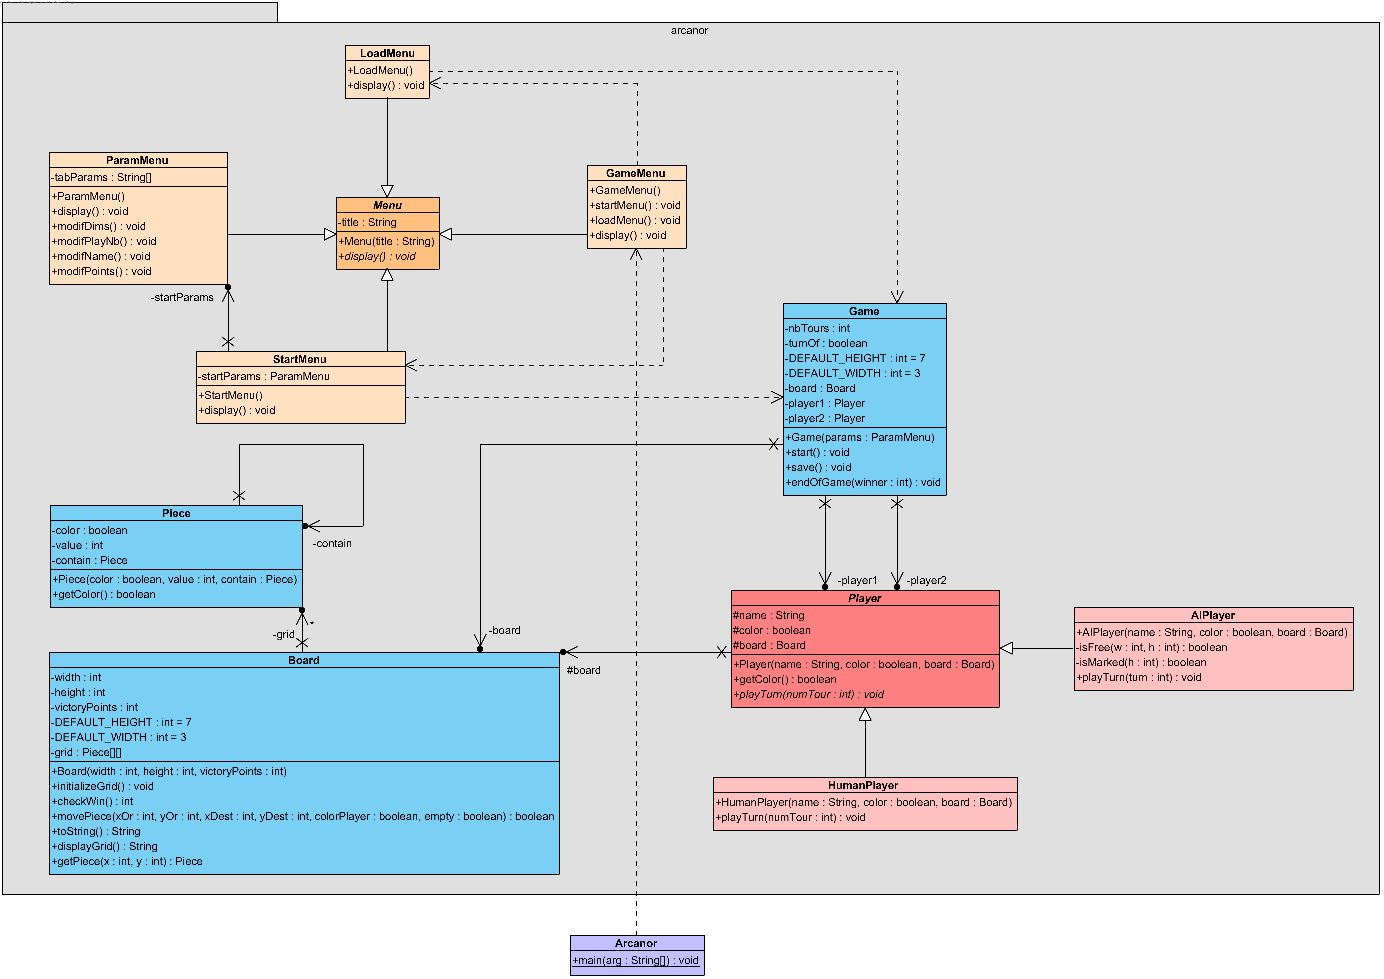 arcanor
LoadMenu
+LoadMenu()
+display() : void
ParamMenu
-tabParams : String[]
+ParamMenu()
+display() : void
+modifDims() : void
+modifPlayNb() : void
+modifName() : void
+modifPoints() : void
Menu
-title : String
+Menu(title : String)
+display() : void
GameMenu
+GameMenu()
+startMenu() : void
+loadMenu() : void
+display() : void
-startParams
StartMenu
-startParams : ParamMenu
+StartMenu()
+display() : void
Game
-nbTours : int
-turnOf : boolean
-DEFAULT_HEIGHT : int = 7
-DEFAULT_WIDTH : int = 3
-board : Board
-player1 : Player
-player2 : Player
+Game(params : ParamMenu)
+start() : void
+save() : void
+endOfGame(winner : int) : void
Piece
-color : boolean
-value : int
-contain : Piece
+Piece(color : boolean, value : int, contain : Piece)
+getColor() : boolean
-contain
-player1
-player2
*
-grid
-board
#board
Player
#name : String
#color : boolean
#board : Board
+Player(name : String, color : boolean, board : Board)
+getColor() : boolean
+playTurn(numTour : int) : void
AIPlayer
+AIPlayer(name : String, color : boolean, board : Board)
-isFree(w : int, h : int) : boolean
-isMarked(h : int) : boolean
+playTurn(turn : int) : void
Board
-width : int
-height : int
-victoryPoints : int
-DEFAULT_HEIGHT : int = 7
-DEFAULT_WIDTH : int = 3
-grid : Piece[][]
+Board(width : int, height : int, victoryPoints : int)
+initializeGrid() : void
+checkWin() : int
+movePiece(xOr : int, yOr : int, xDest : int, yDest : int, colorPlayer : boolean, empty : boolean) : boolean
+toString() : String
+displayGrid() : String
+getPiece(x : int, y : int) : Piece
HumanPlayer
+HumanPlayer(name : String, color : boolean, board : Board)
+playTurn(numTour : int) : void
Arcanor
+main(arg : String[]) : void